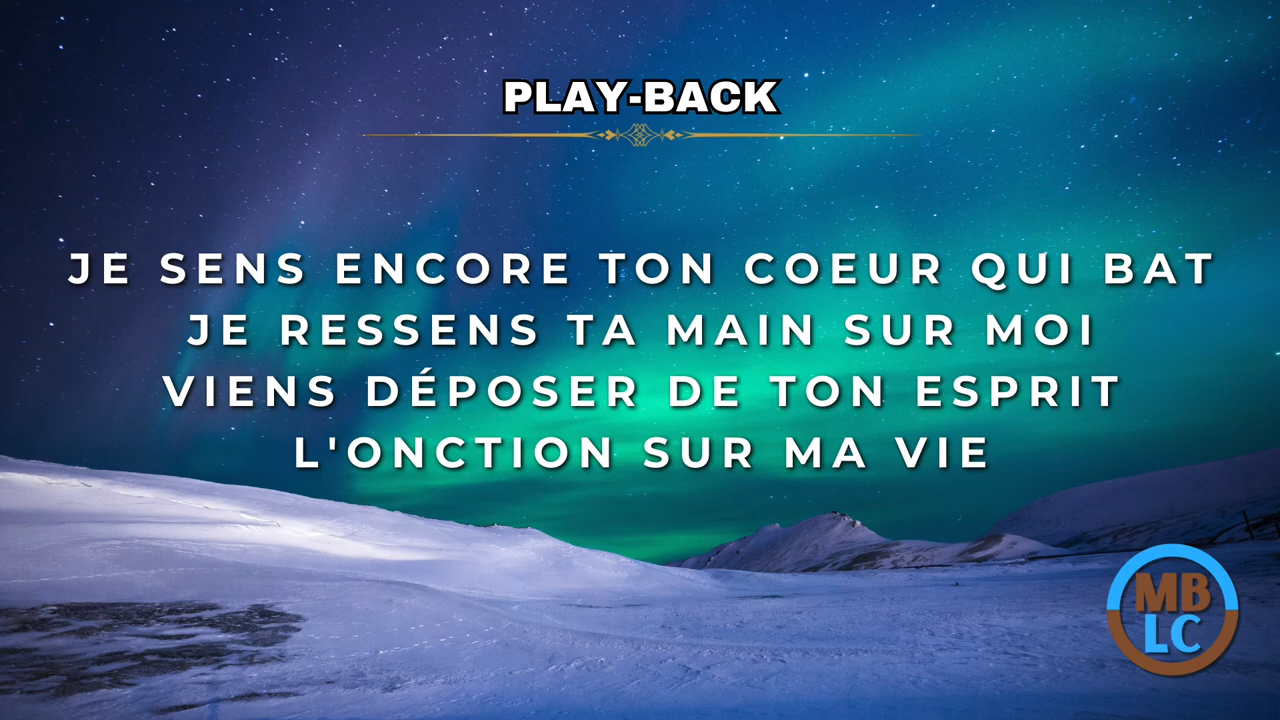 PLAY-BACK
JE SENS ENCORE TON COEUR QUI BAT
JE RESSENS TA MAIN SUR MOI
VIENS DÉPOSER DE TON ESPRIT
L'ONCTION SUR MA VIE
MB
LC